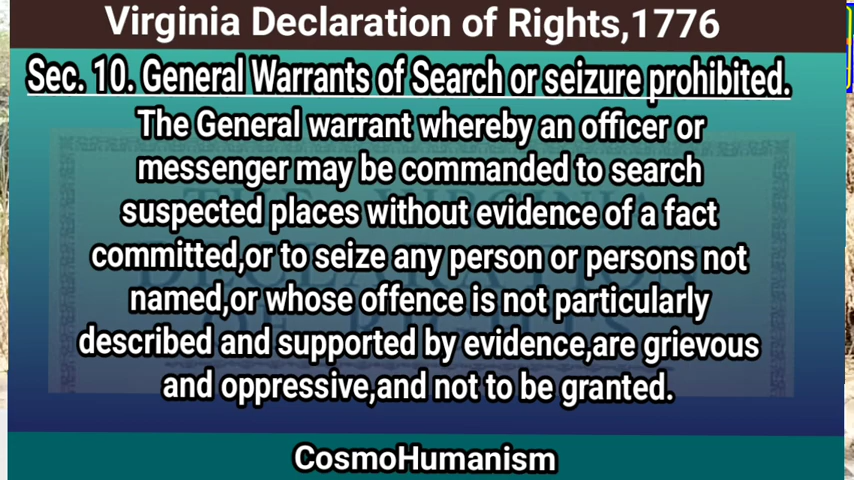 Virginia Declaration of Rights,1776
Sec. 10. General Warrants of Search or seizure prohibited.
The General warrant whereby an officer or
messenger may be commanded to search
suspected places without evidence of a fact
committed,or to seize any person or persons not
named,or whose offence is not particularly
described and supported by evidence,are grievous
and oppressive,and not to be granted.
CosmoHumanism